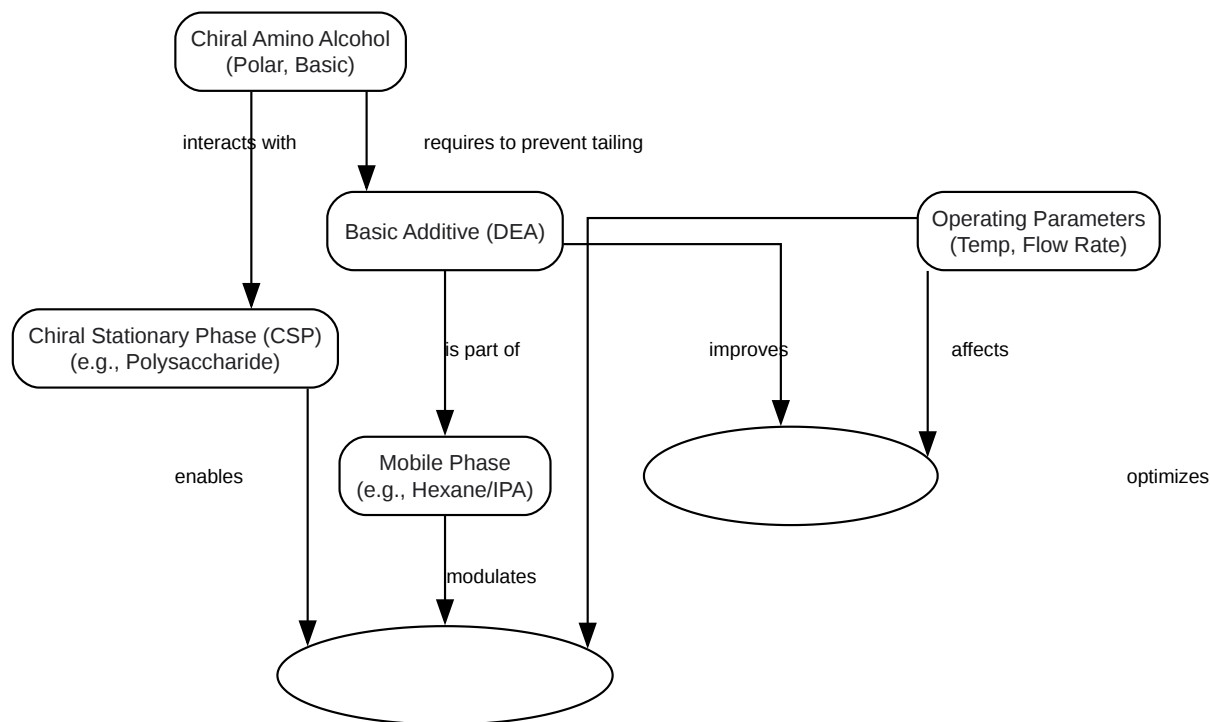 Chiral Amino Alcohol
(Polar, Basic)
interacts with
requires to prevent tailing
Basic Additive (DEA)
Operating Parameters
(Temp, Flow Rate)
Chiral Stationary Phase (CSP)
(e.g., Polysaccharide)
is part of
improves
affects
Mobile Phase
(e.g., Hexane/IPA)
enables
optimizes
modulates